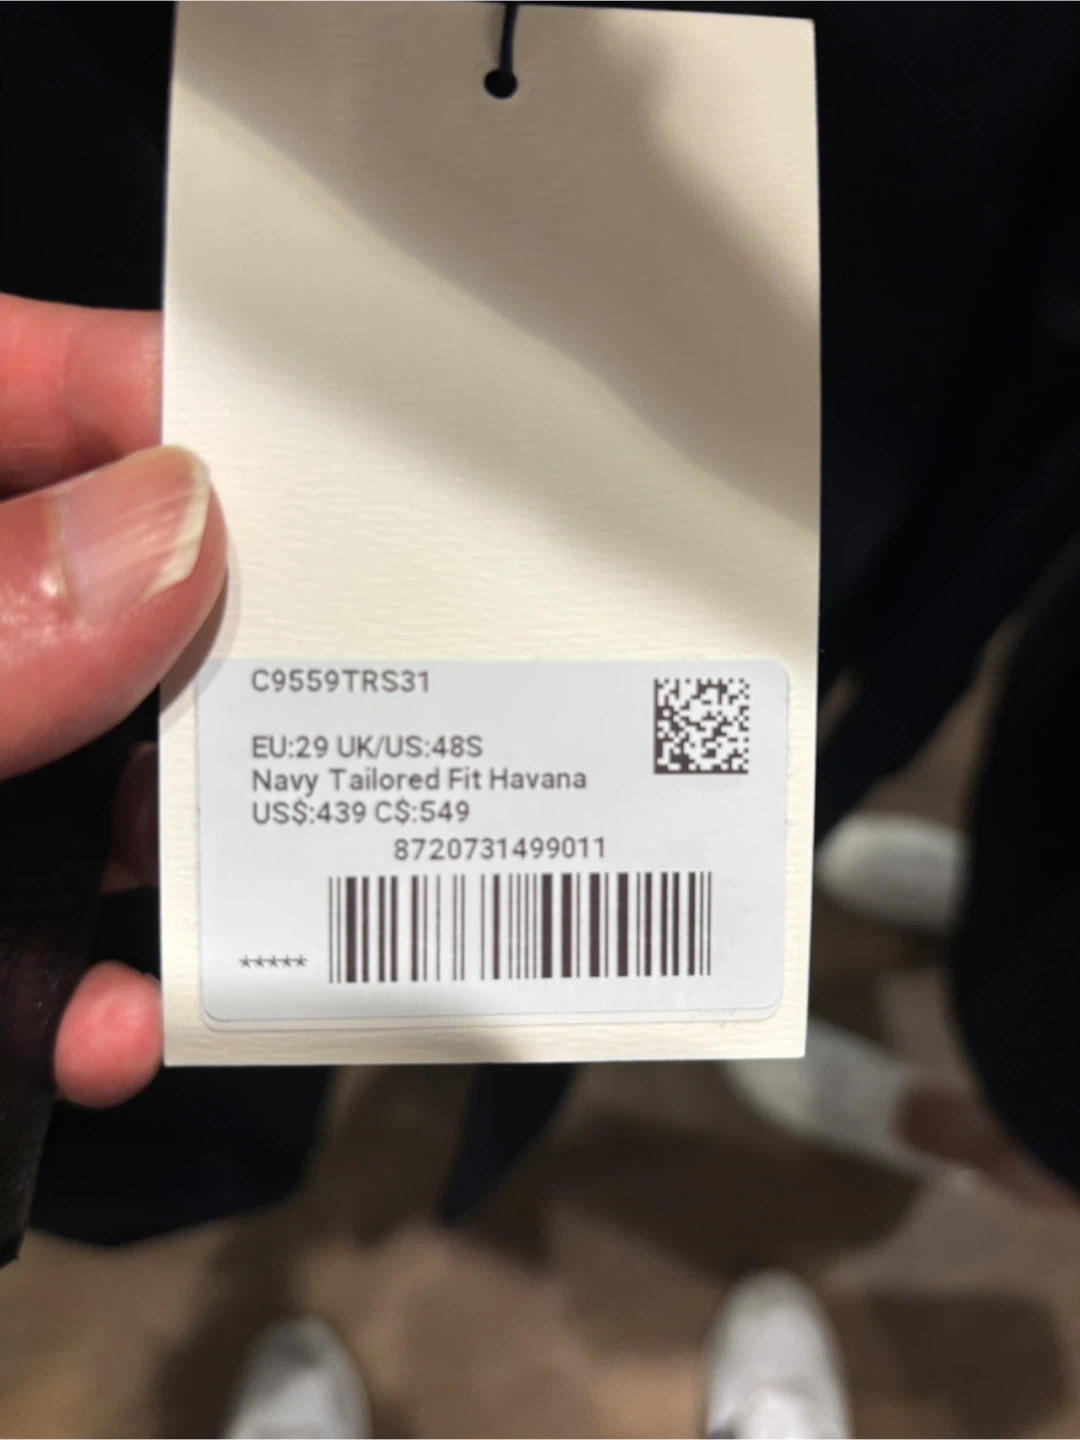 C9559TRS31
EU:29 UK/US:48S
Navy Tailored Fit Havana
US$:439 C$:549
8720731499011
*****